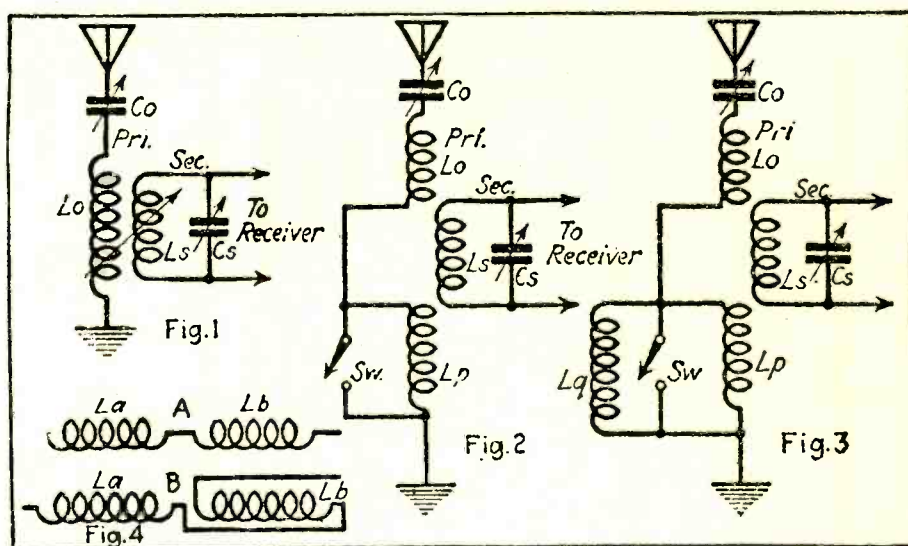 Co
Pri.
Lo
Sec.
Ls
Cs
To
Receiver
Fig.1
Co
Pri.
Lo
Sec.
Ls
Cs
To
Receiver
Sw.
Lp
Fig.2
Co
Pri
Lo
Sec.
Ls
Cs
Lq
Sw
Lp
Fig.3
La A Lb
La B Lb
Fig.4